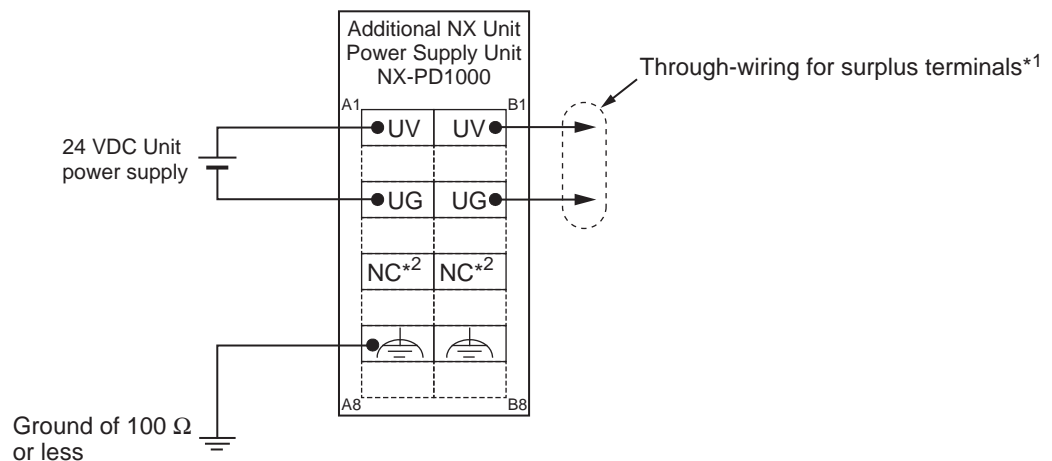 Additional NX Unit
Power Supply Unit
NX-PD1000
Through-wiring for surplus terminals*1
A1
B1
UV
UV
24 VDC Unit
power supply
UG
UG
NC*2
NC*2
A8
B8
Ground of 100 Ω
or less